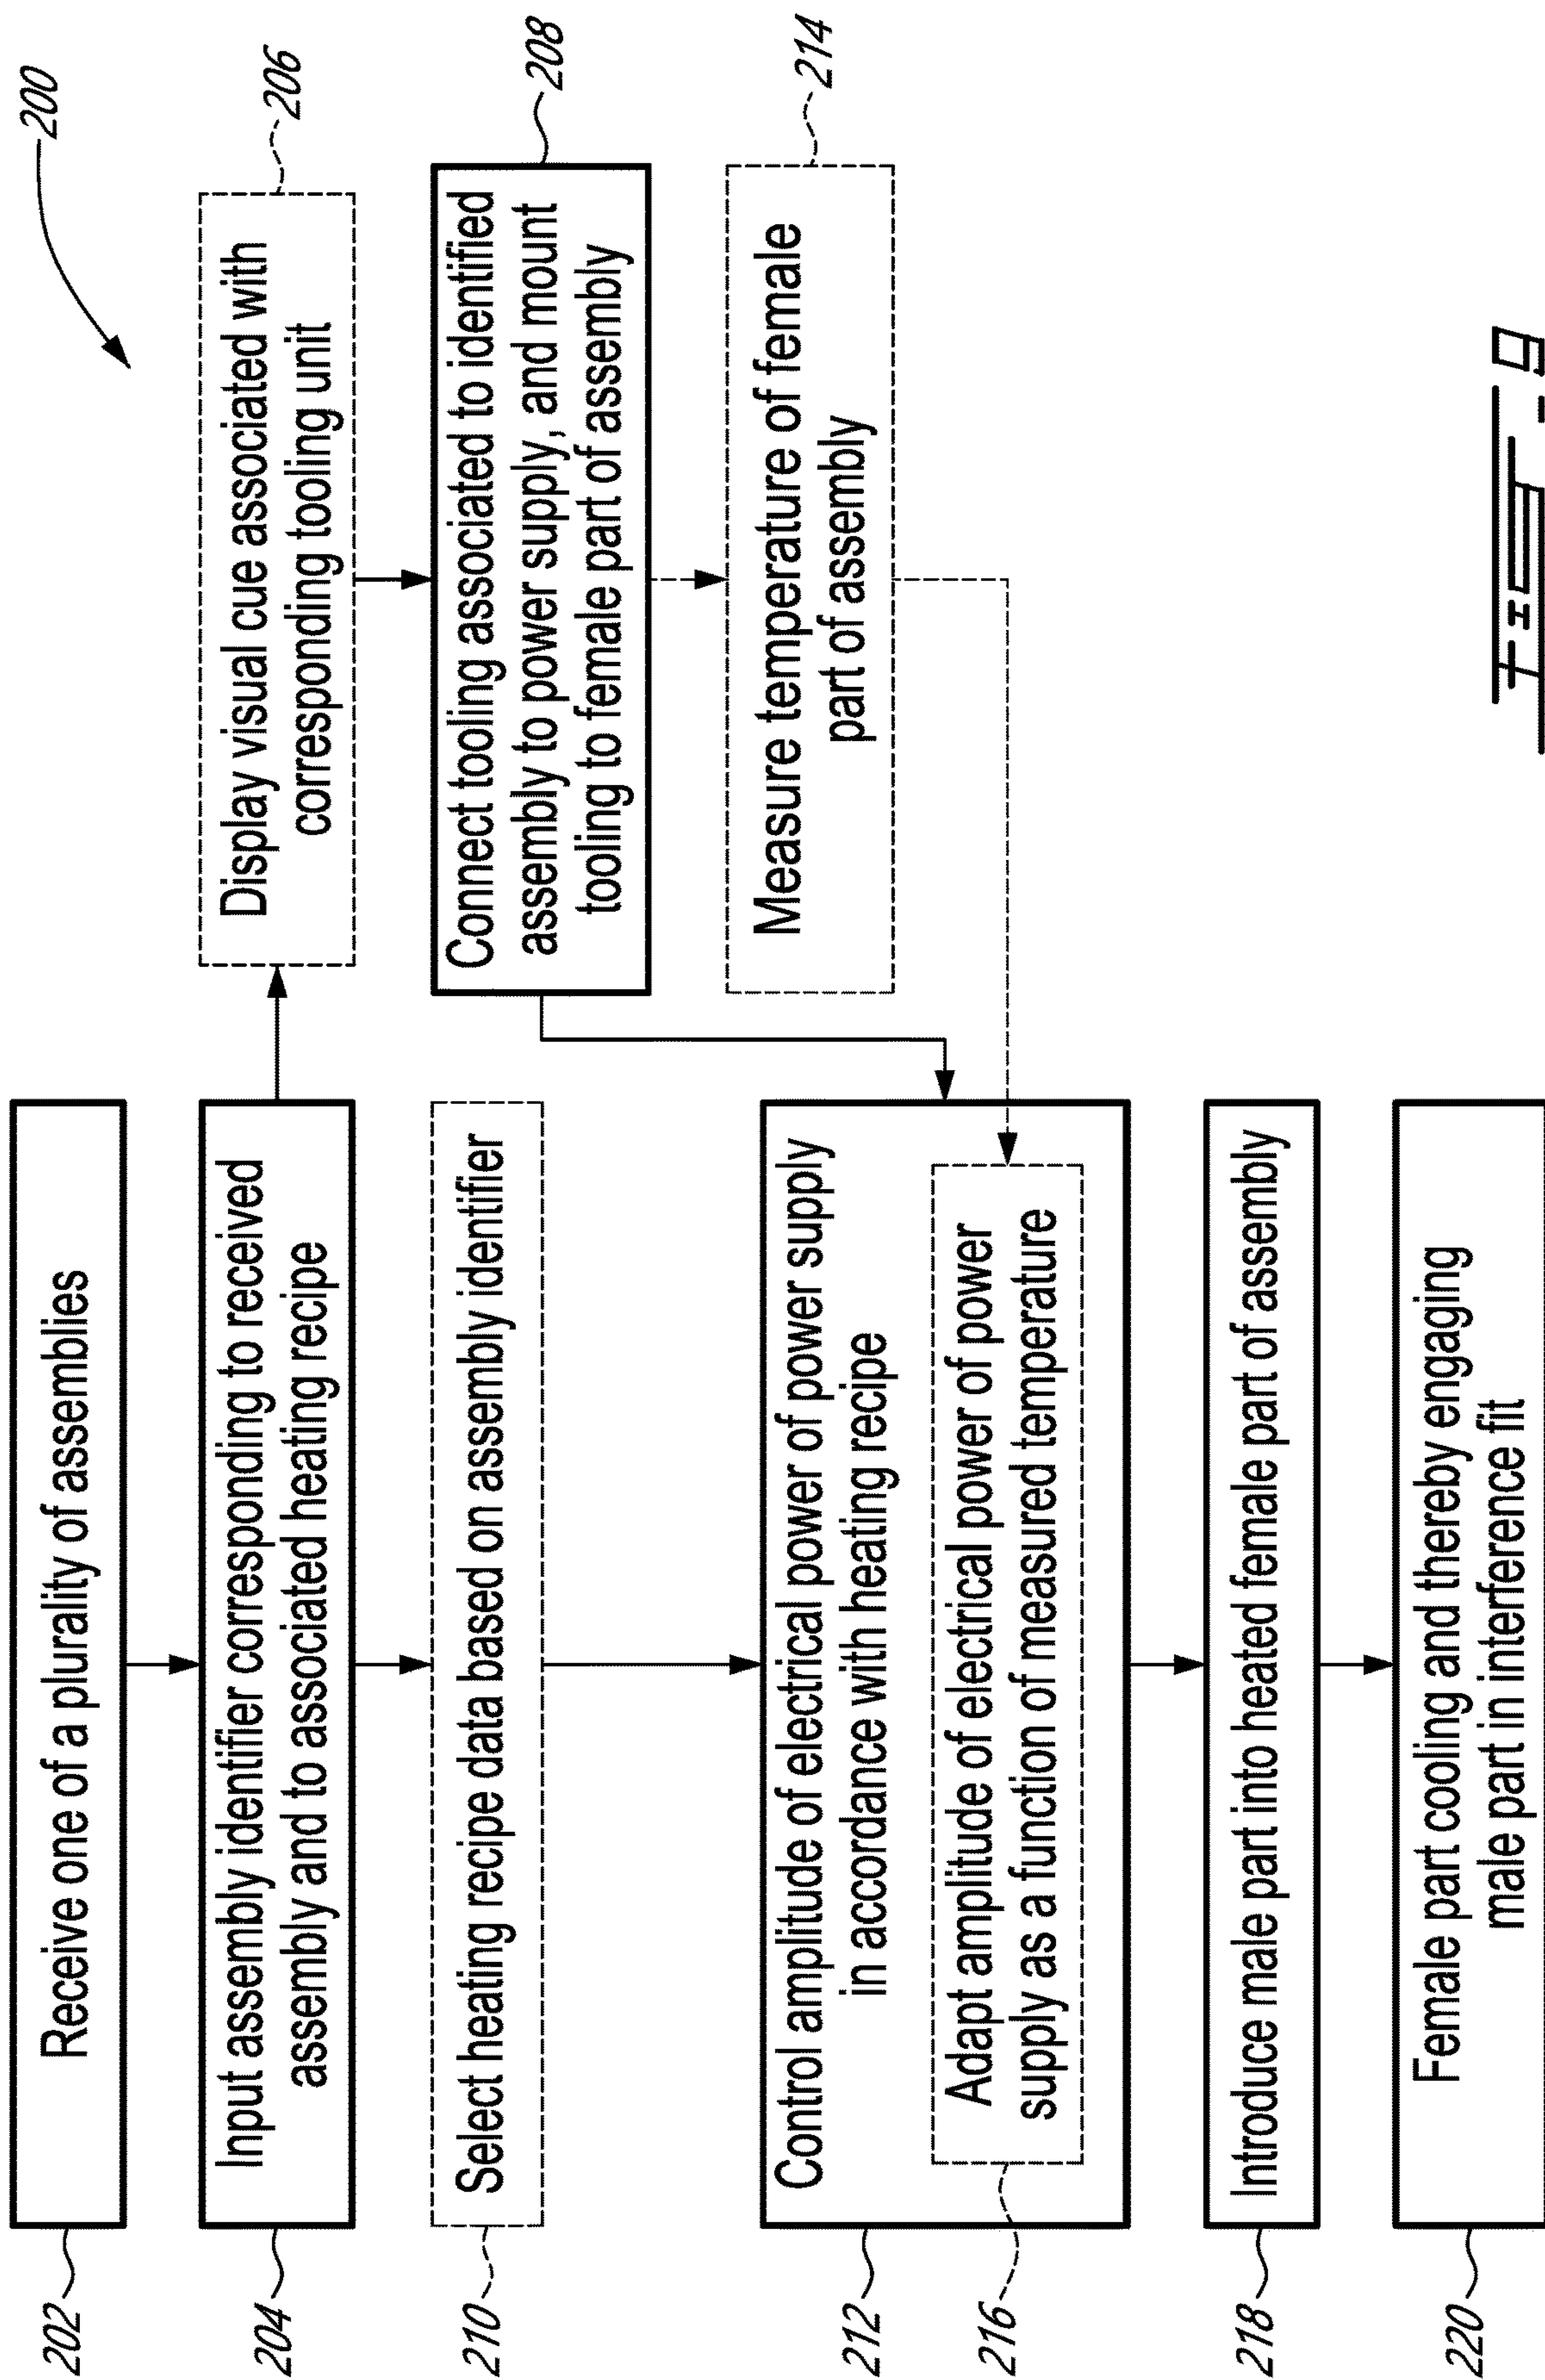 200
202
Receive one of a plurality of assemblies
204
Input assembly identifier corresponding to received
assembly and to associated heating recipe
206
Display visual cue associated with
corresponding tooling unit
210
Select heating recipe data based on assembly identifier
208
Connect tooling associated to identified
assembly to power supply, and mount
tooling to female part of assembly
214
Measure temperature of female
part of assembly
212
Control amplitude of electrical power of power supply
in accordance with heating recipe
216
Adapt amplitude of electrical power of power
supply as a function of measured temperature
218
Introduce male part into heated female part of assembly
220
Female part cooling and thereby engaging
male part in interference fit
FIG-9